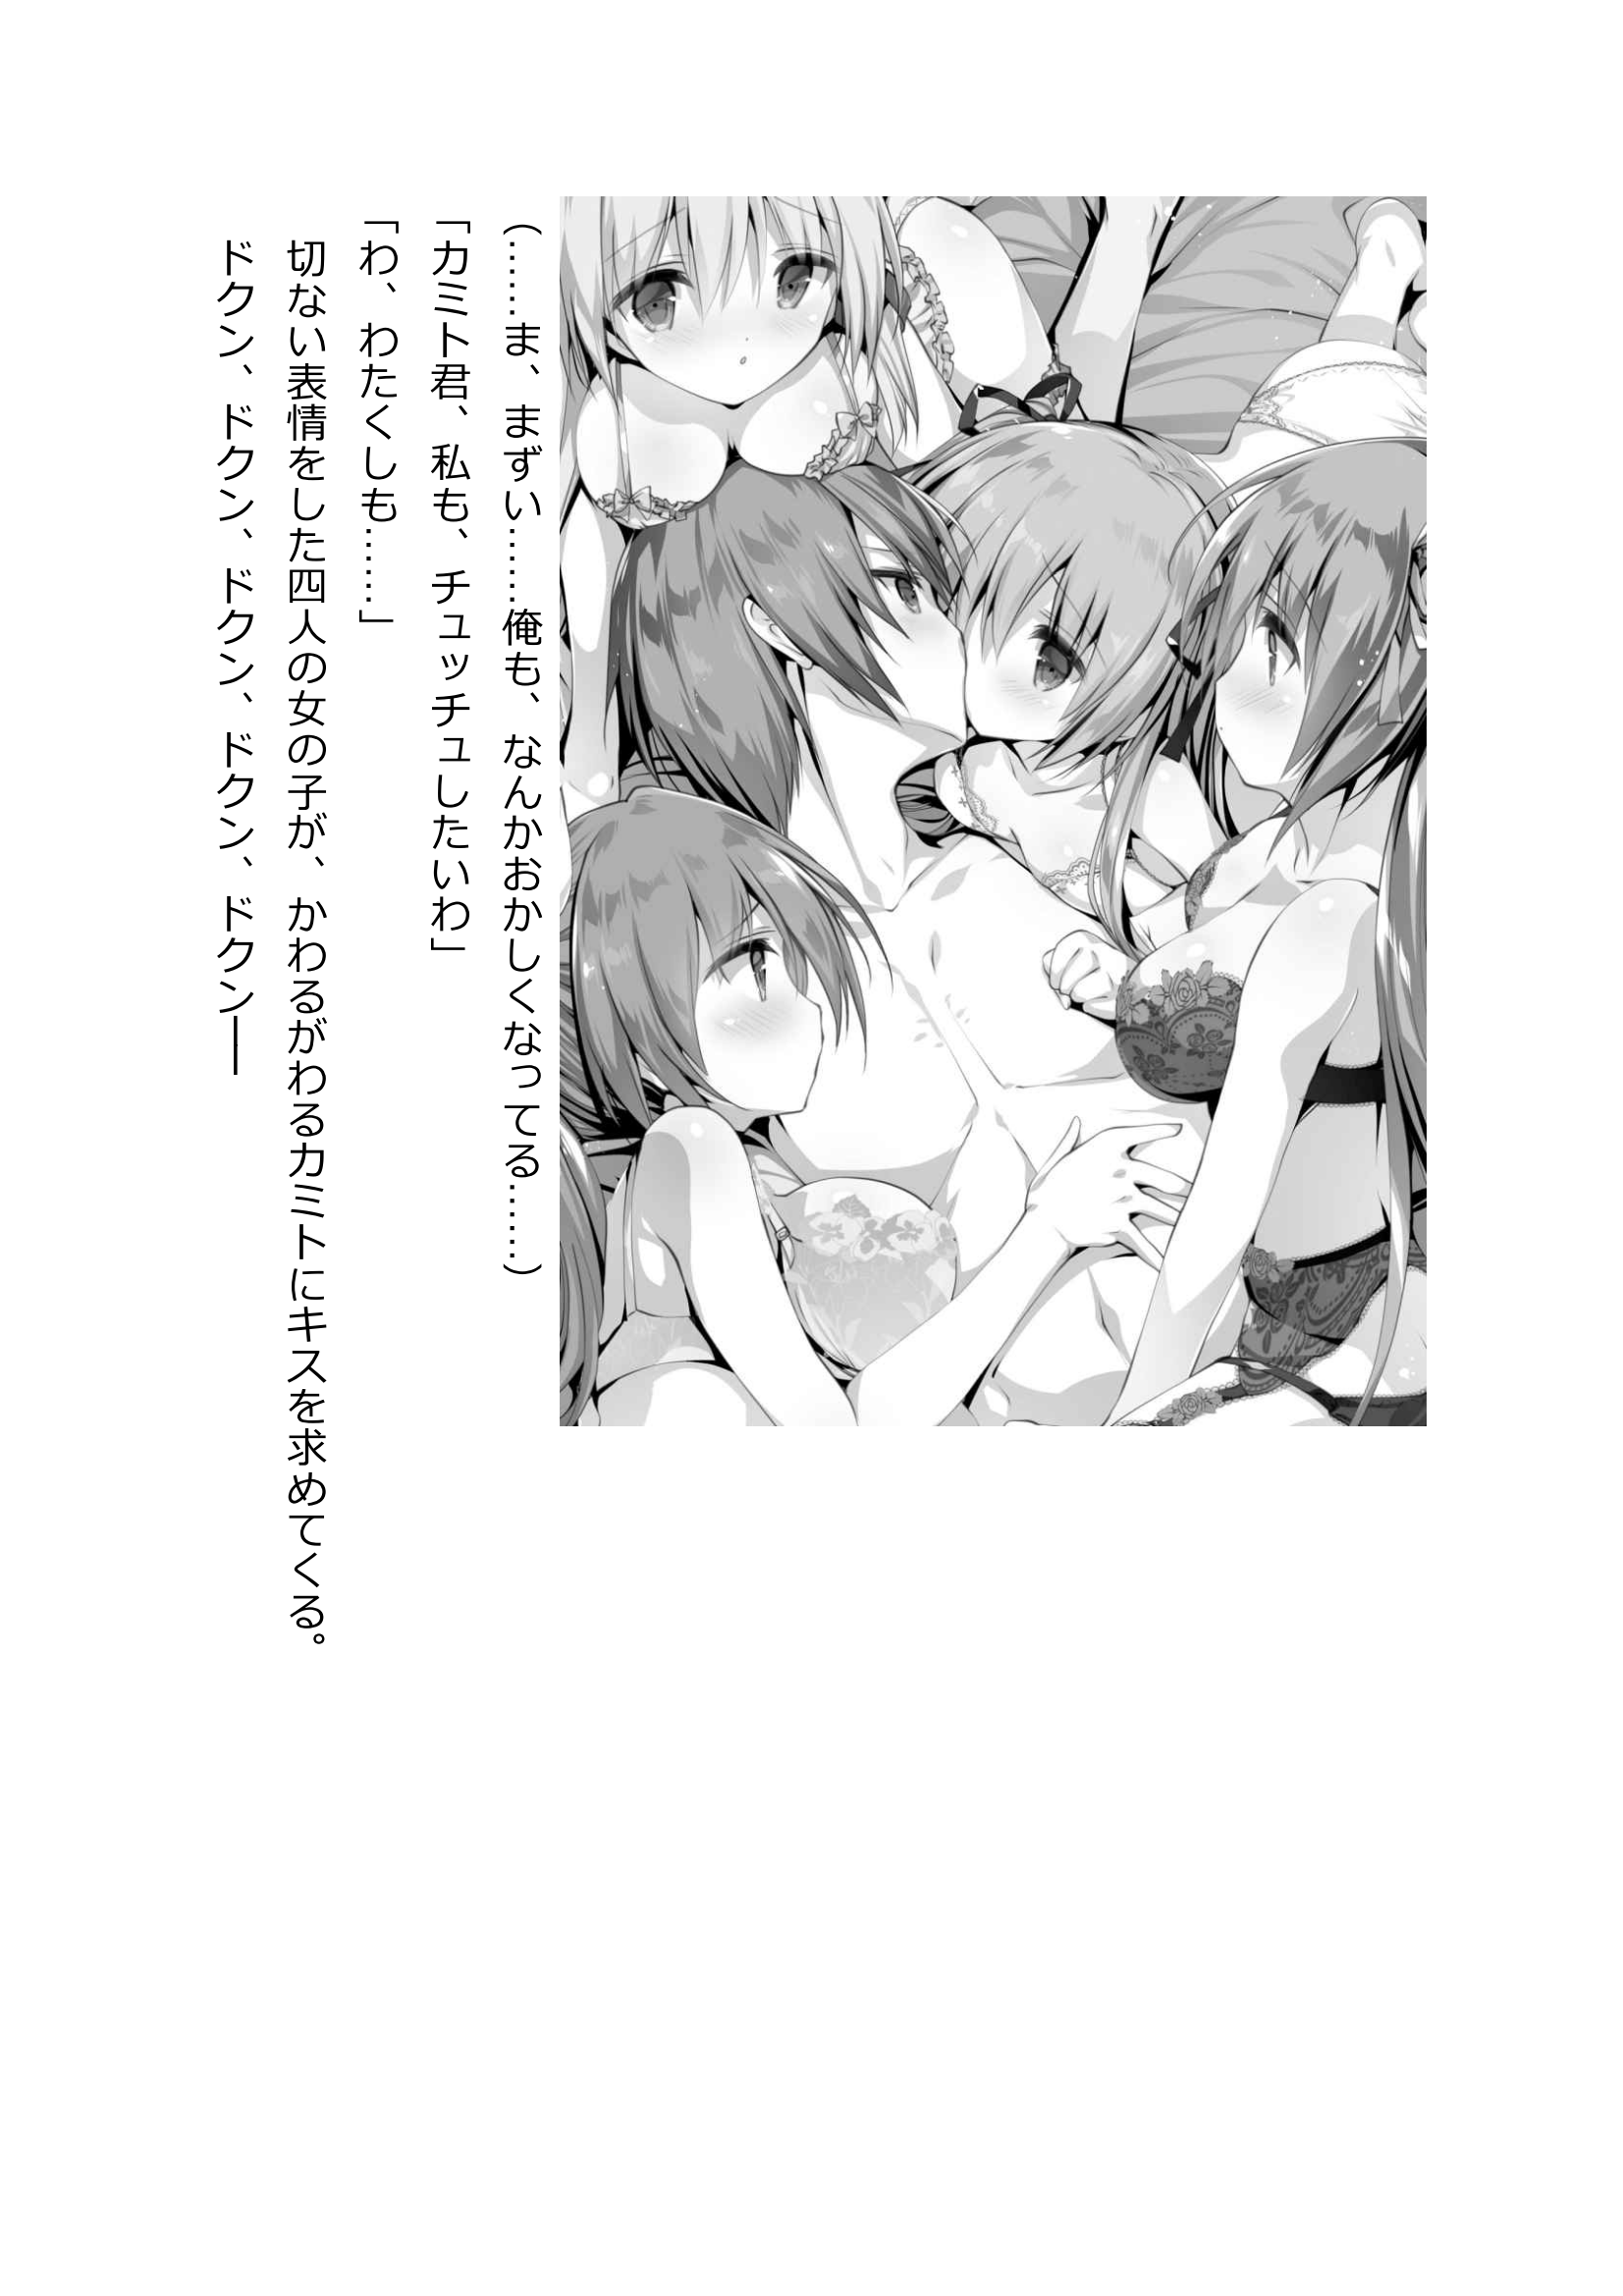 (……ま、まずい……俺も、なんかおかしくなってる……)
「カミト君、私も、チュッチュしたいわ」
「わ、わたくしも……」
切ない表情をした四人の女の子が、かわるがわるカミトにキスを求めてくる。
ドクン、ドクン、ドクン、ドクン、ドクン――